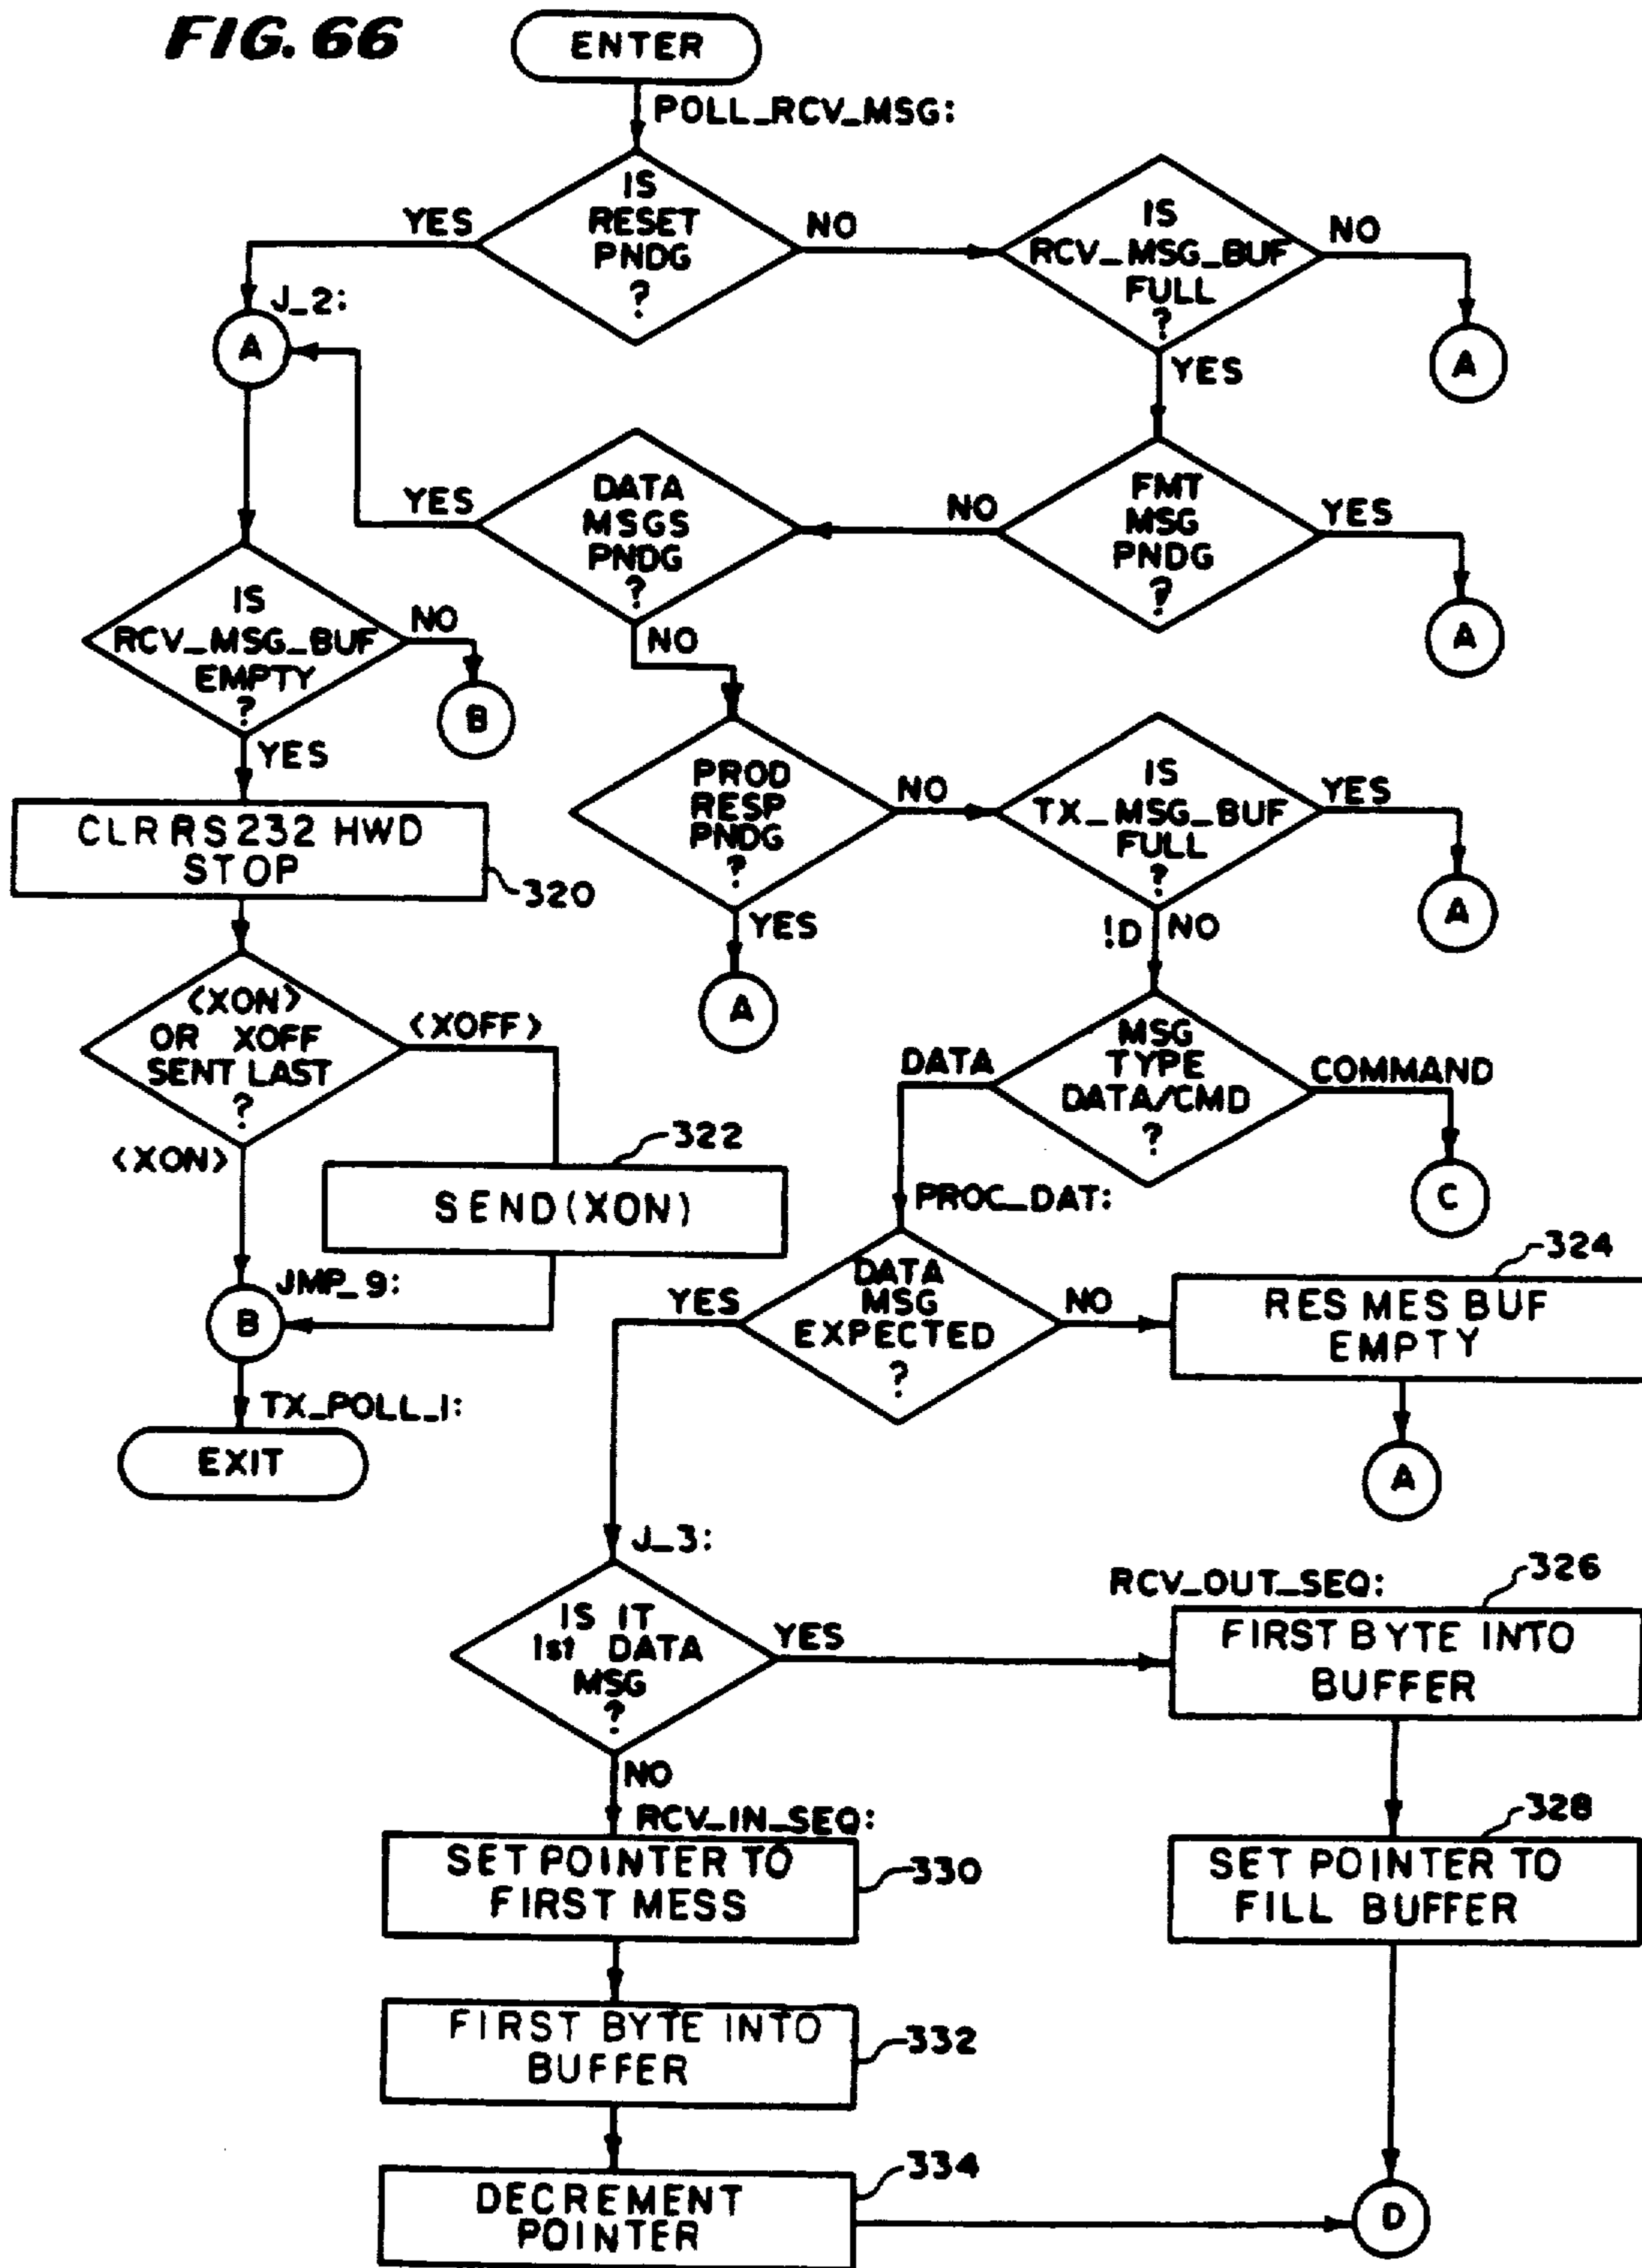 FIG. 66
ENTER
POLL_RCV_MSG:
IS
RESET
PNDG
?
YES
NO
IS
RCV_MSG_BUF
FULL
?
NO
A
YES
J_2:
A
DATA
MSGS
PNDG
?
YES
NO
FMT
MSG
PNDG
?
NO
YES
A
IS
RCV_MSG_BUF
EMPTY
?
NO
B
YES
PROD
RESP
PNDG
?
NO
YES
A
IS
TX_MSG_BUF
FULL
?
YES
A
!D NO
CLR RS232 HWD
STOP
320
<XON>
OR XOFF
SENT LAST
?
<XOFF>
<XON>
322
SEND(XON)
JMP_9:
B
TX_POLL_1:
EXIT
MSG
TYPE
DATA/CMD
?
DATA
COMMAND
C
PROC_DAT:
DATA
MSG
EXPECTED
?
YES
NO
324
RES MES BUF
EMPTY
A
J_3:
IS IT
1st DATA
MSG
?
YES
NO
RCV_OUT_SEQ:
326
FIRST BYTE INTO
BUFFER
328
SET POINTER TO
FILL BUFFER
RCV_IN_SEQ:
SET POINTER TO
FIRST MESS
330
FIRST BYTE INTO
BUFFER
332
DECREMENT
POINTER
334
D